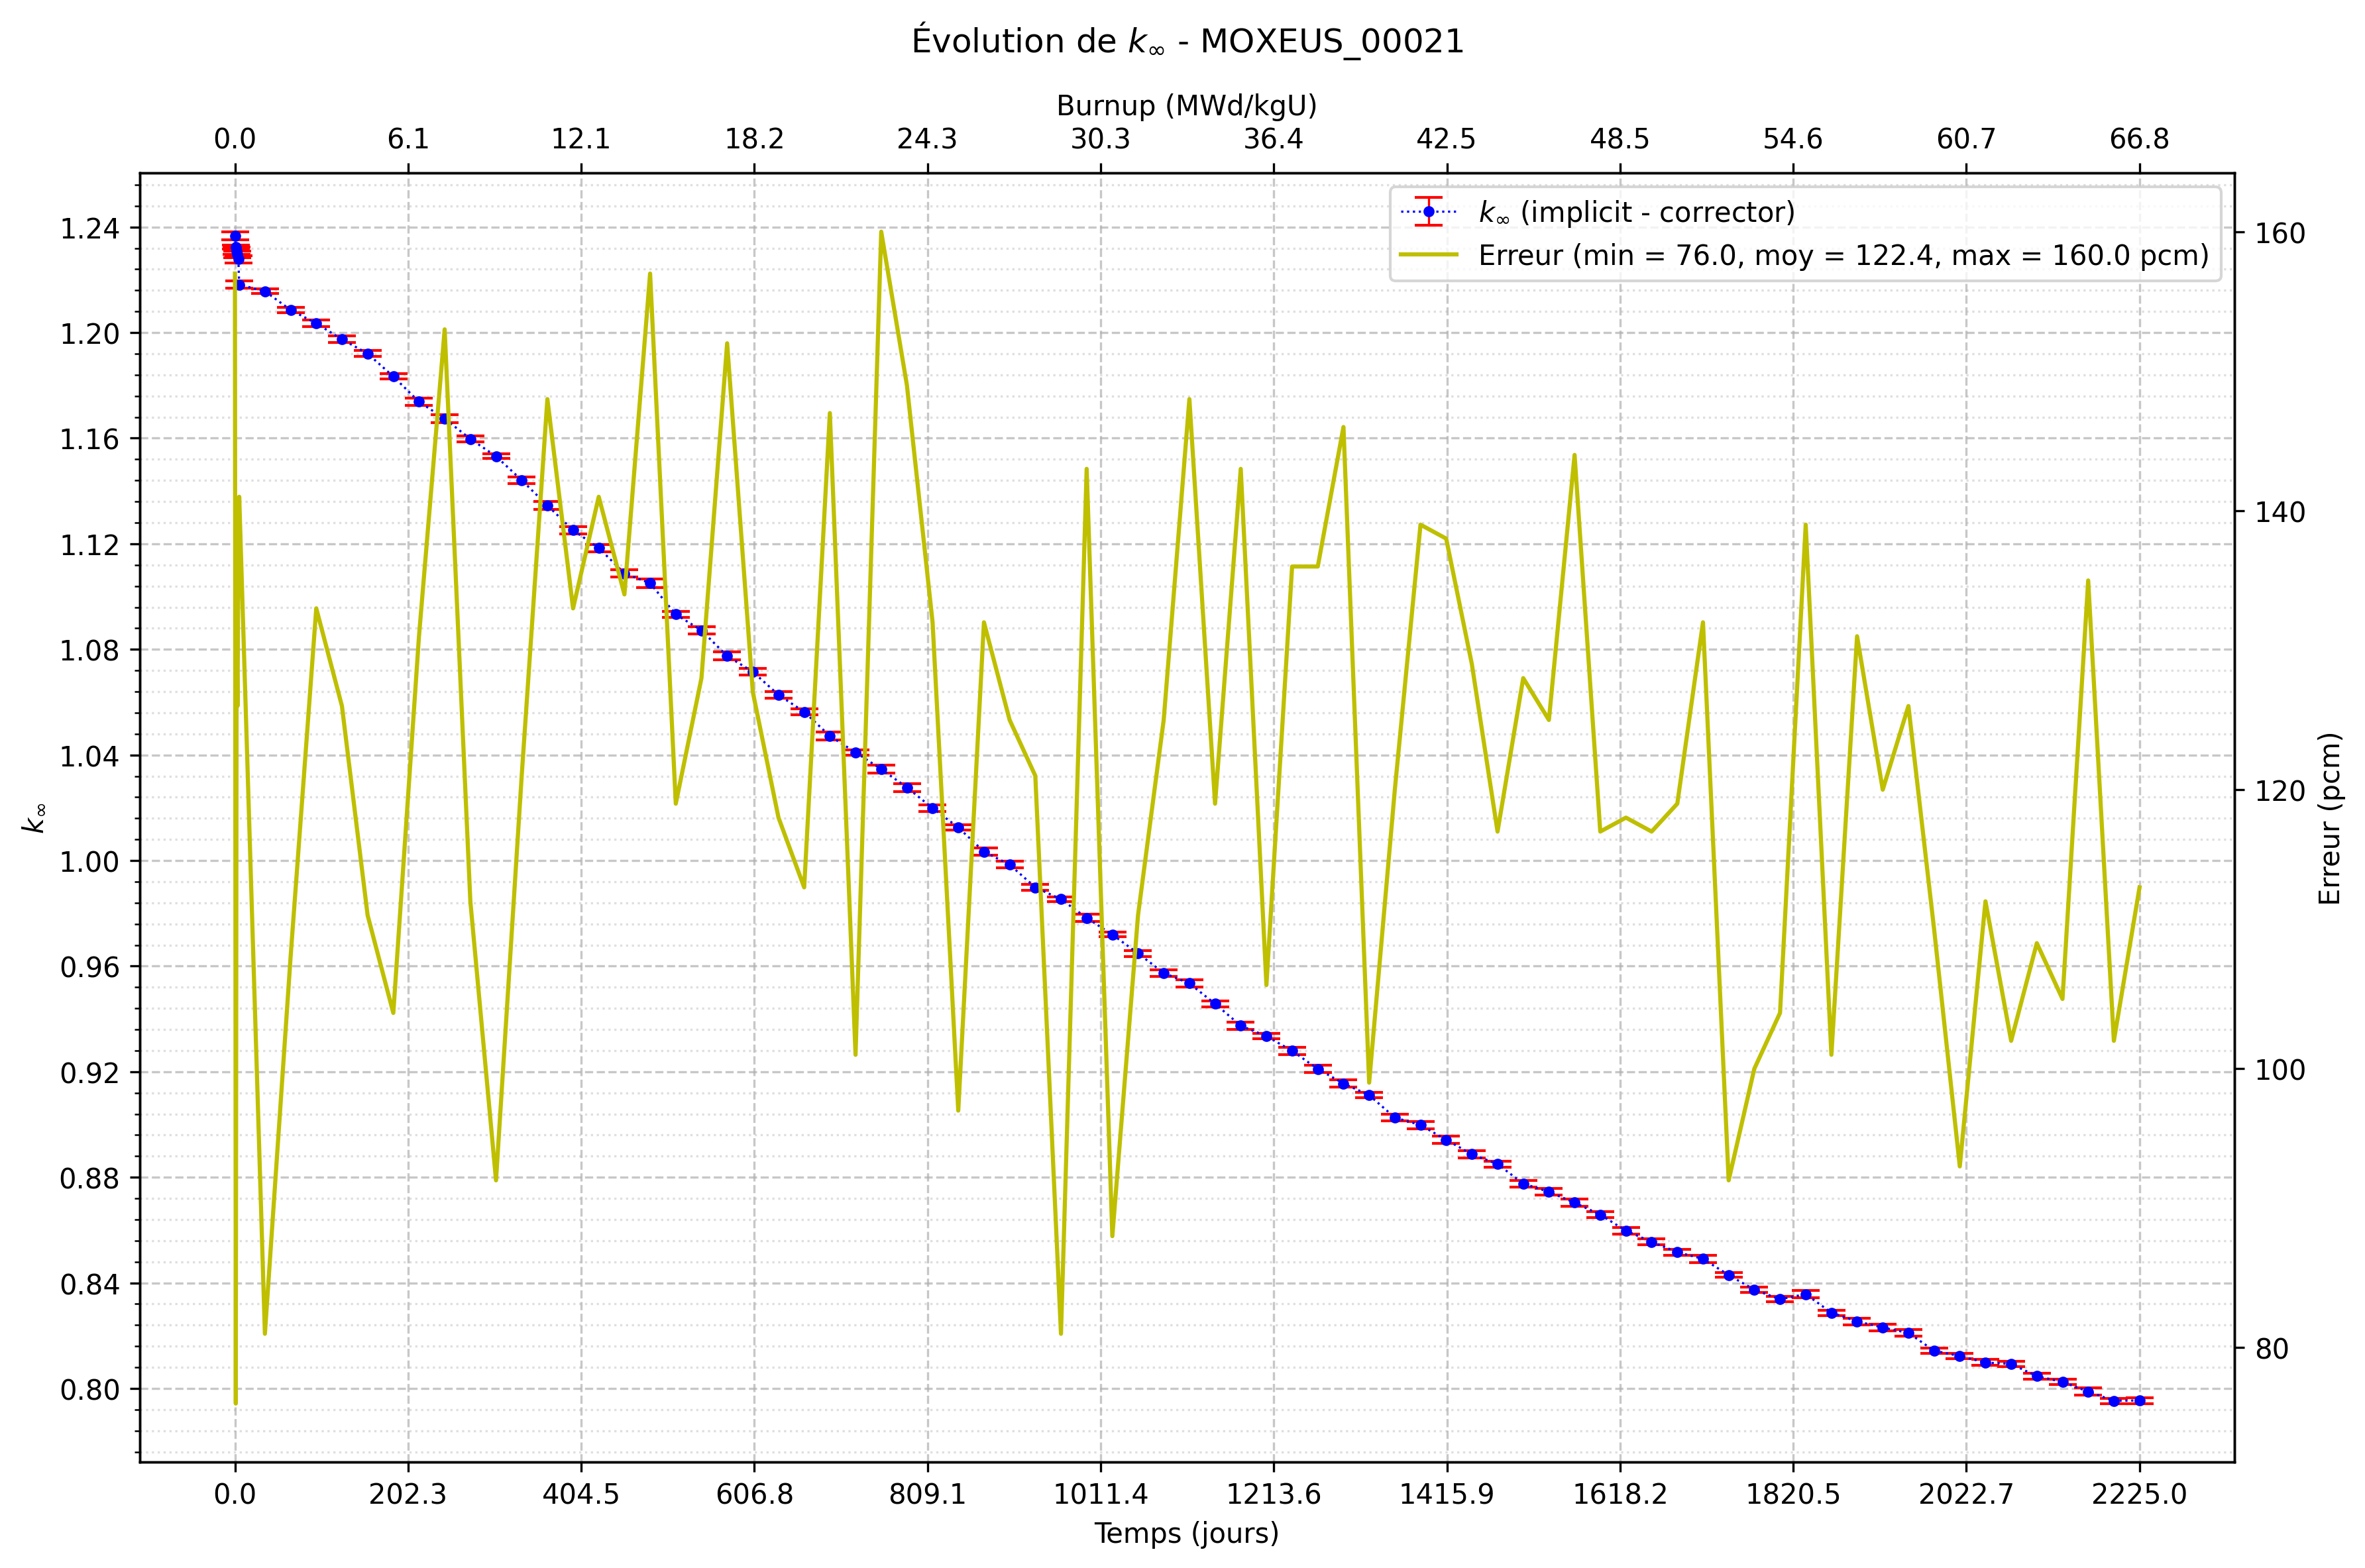 Évolution de k∞ - MOXEUS_00021
Burnup (MWd/kgU)
0.0 6.1 12.1 18.2 24.3 30.3 36.4 42.5 48.5 54.6 60.7 66.8
k∞ (implicit - corrector)
Erreur (min = 76.0, moy = 122.4, max = 160.0 pcm)
k∞
1.24
1.20
1.16
1.12
1.08
1.04
1.00
0.96
0.92
0.88
0.84
0.80
160
140
120
100
80
Erreur (pcm)
0.0 202.3 404.5 606.8 809.1 1011.4 1213.6 1415.9 1618.2 1820.5 2022.7 2225.0
Temps (jours)